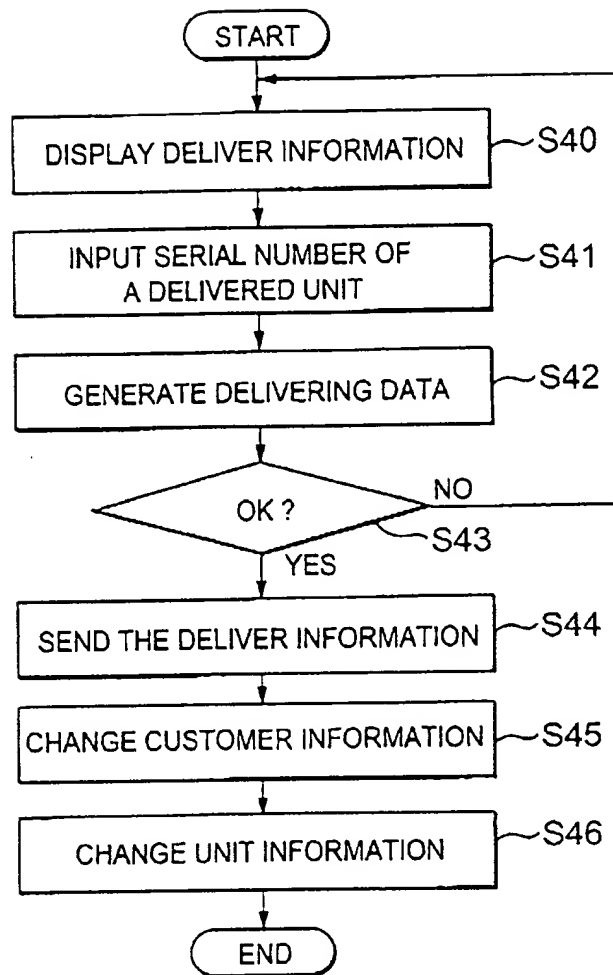 START
DISPLAY DELIVER INFORMATION
S40
INPUT SERIAL NUMBER OF
A DELIVERED UNIT
S41
GENERATE DELIVERING DATA
S42
OK ?
NO
S43
YES
SEND THE DELIVER INFORMATION
S44
CHANGE CUSTOMER INFORMATION
S45
CHANGE UNIT INFORMATION
S46
END